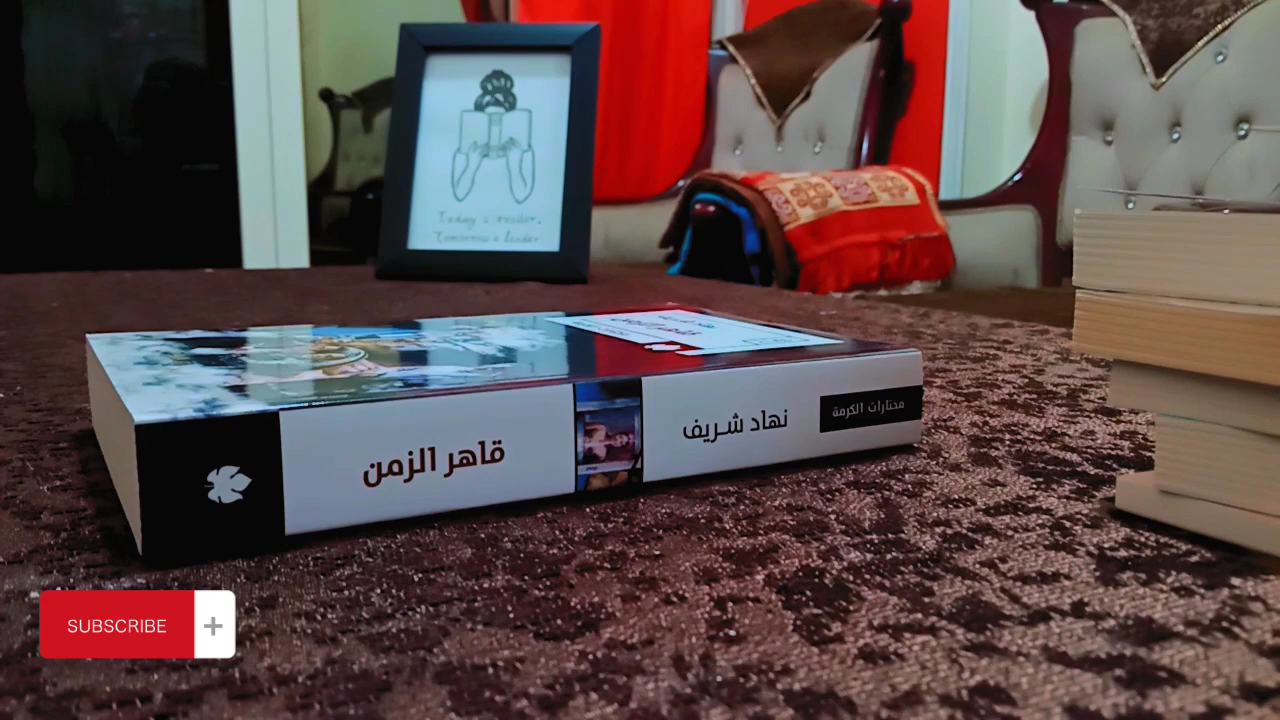 Today a reader,
Tomorrow a leader
قاهر الزمن
نهاد شريف
مختارات الكرمة
SUBSCRIBE +